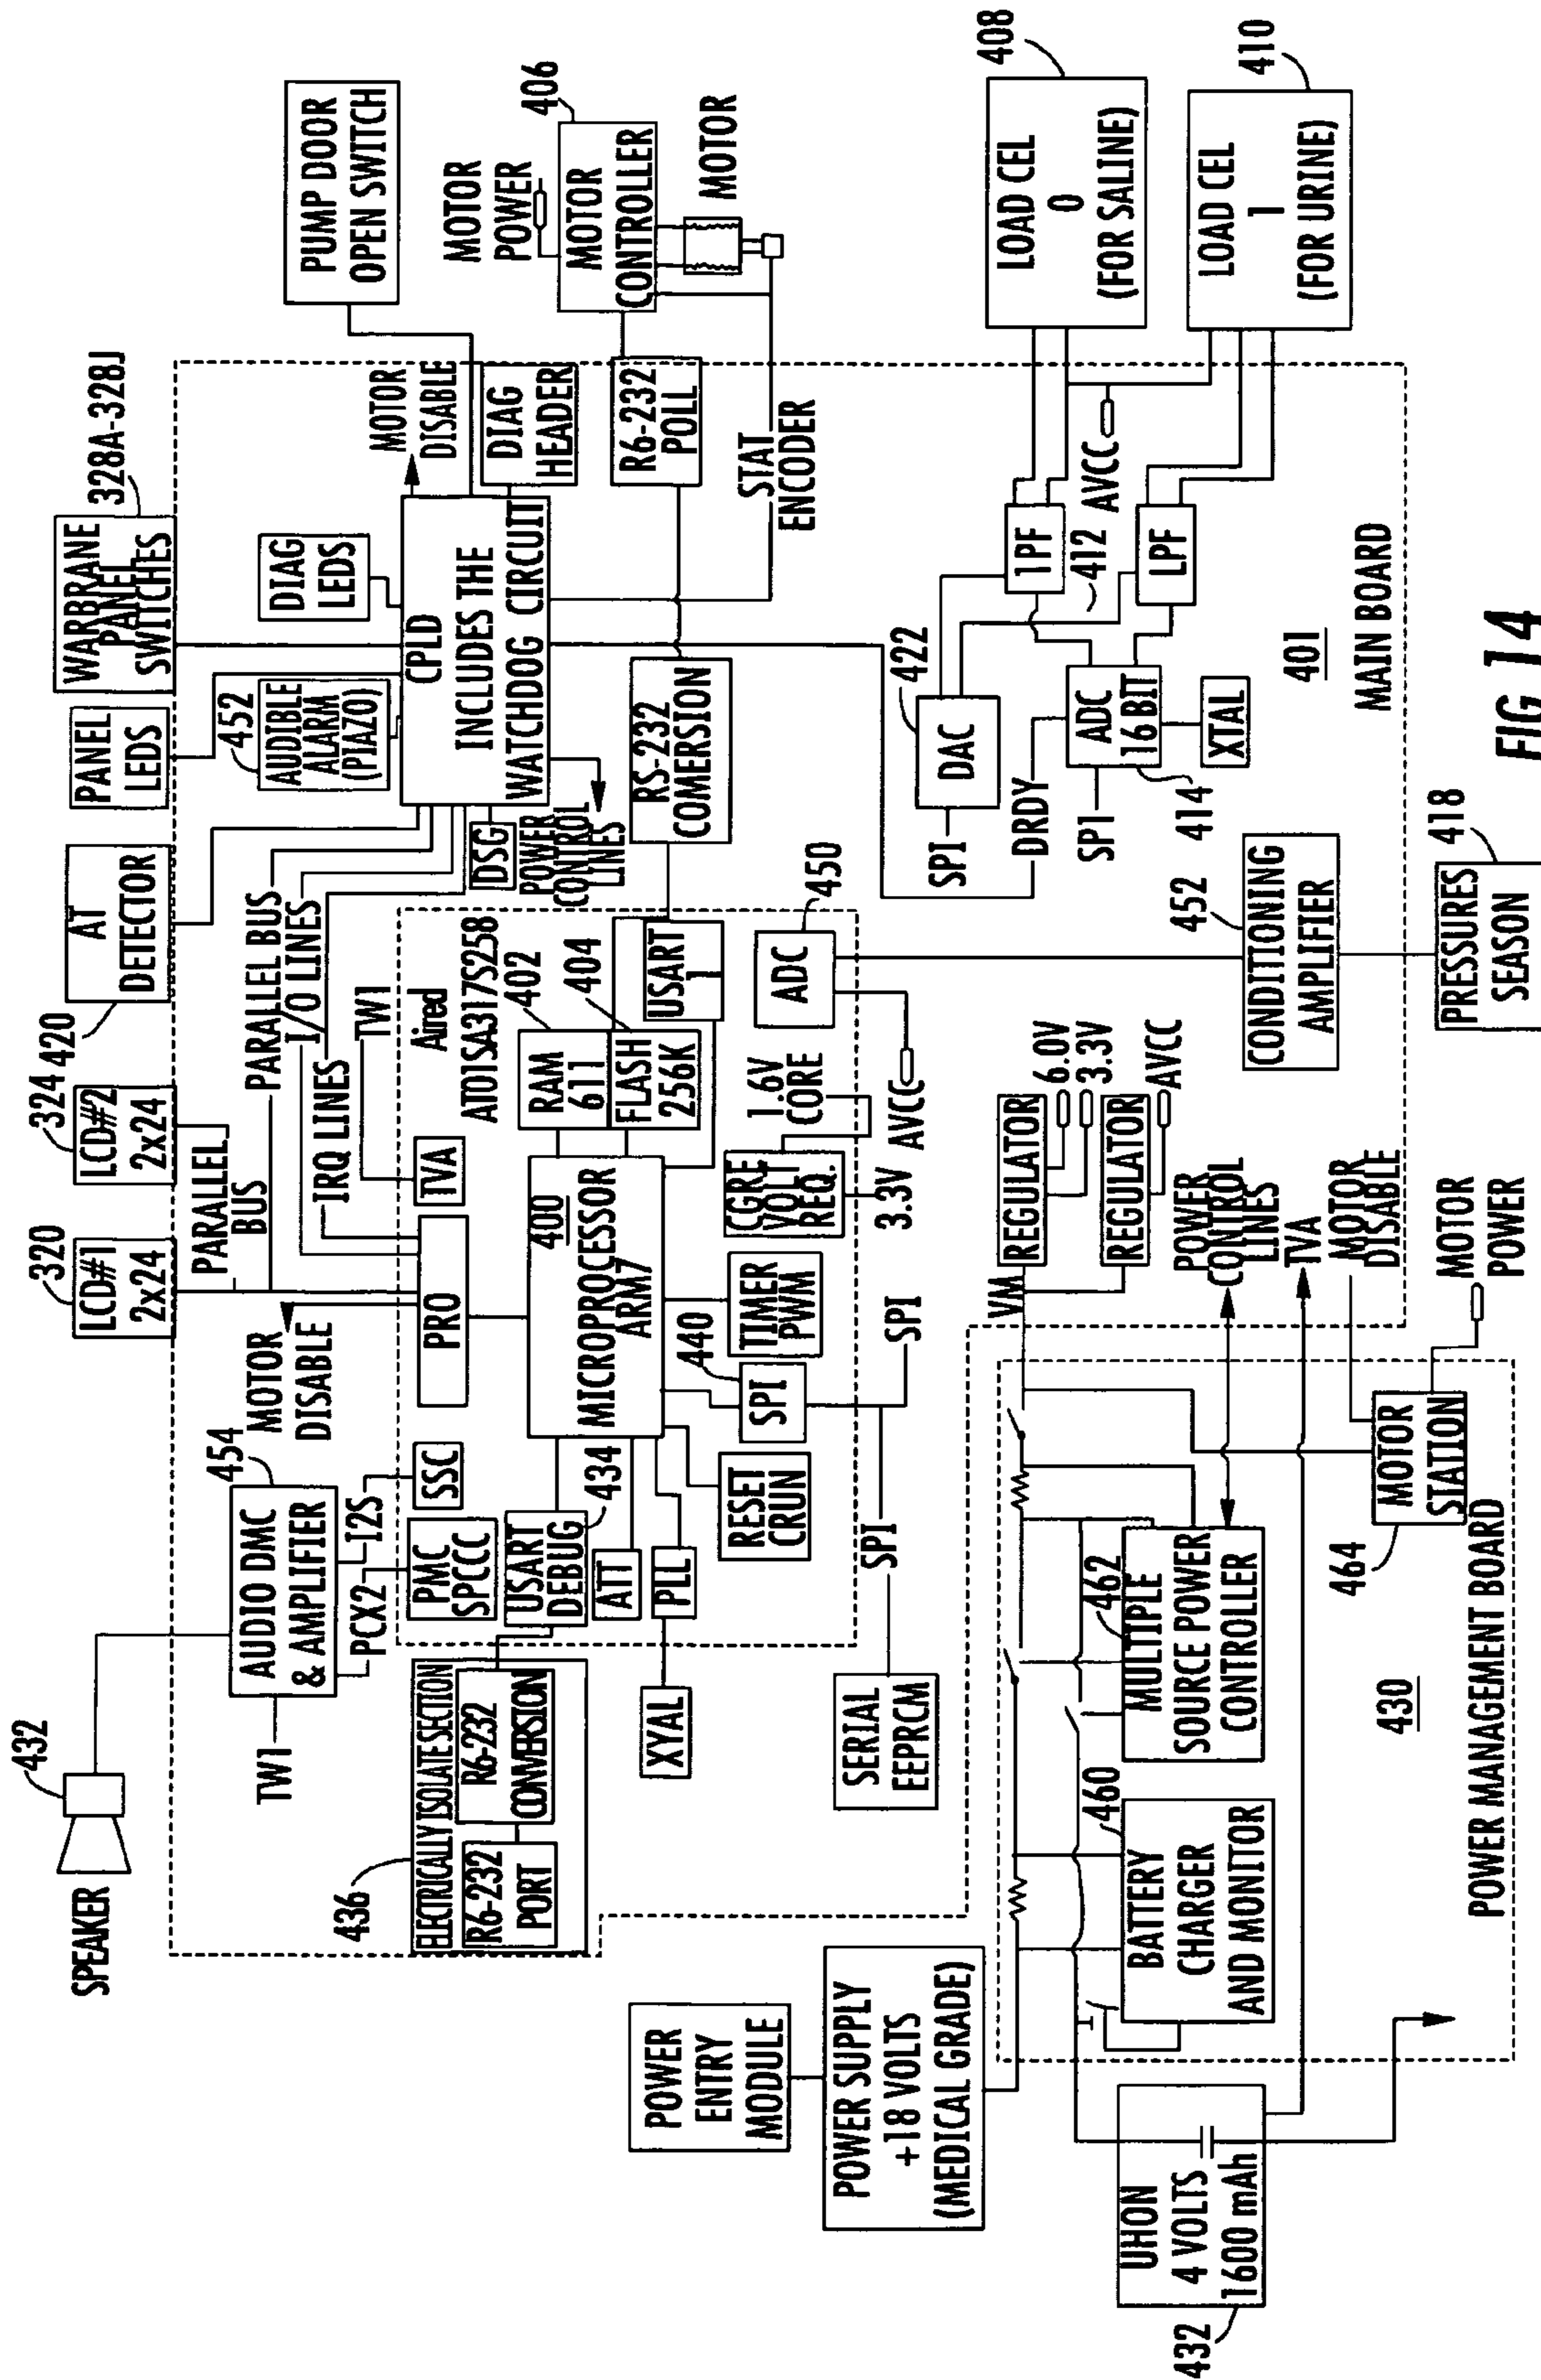 SPEAKER
432
AUDIO DMC
& AMPLIFIER
454
TW1
PCX2
I2S
MOTOR
DISABLE
320
LCD#1
2x24
324
LCD#2
2x24
PARALLEL
BUS
420
AT
DETECTOR
PANEL
LEDS
WARBRANE
PANEL
SWITCHES
328A-328J
452
AUDIBLE
ALARM
(PIAZO)
DIAG
LEDS
PARALLEL BUS
I/O LINES
IRQ LINES
TW1
CPLD
INCLUDES THE
WATCHDOG CIRCUIT
MOTOR
DISABLE
DIAG
HEADER
PUMP DOOR
OPEN SWITCH
DSG
POWER
CONTROL
LINES
MOTOR
POWER
406
MOTOR
CONTROLLER
MOTOR
R6-232
POLL
STAT
ENCODER
RS-232
COMERSION
436
ELECTRICALLY ISOLATE SECTION
R6-232
PORT
R6-232
CONVERSION
PMC
SPCCC
SSC
PRO
TVA
Aired
AT01SA317S258
USART
DEBUG
434
ATT
PLL
XYAL
400
MICROPROCESSOR
ARM7
RAM
611
402
FLASH
256K
404
USART
1
RESET
CRUN
440
SPI
TIMER
PWM
CGRE
VOLT
REQ.
1.6V
CORE
3.3V
ADC
450
AVCC
SPI
SPI
SERIAL
EEPRCM
422
DAC
SPI
DRDY
ADC
16 BIT
SPI
414
XTAL
1PF
412
LPF
AVCC
LOAD CEL
0
(FOR SALINE)
408
LOAD CEL
1
(FOR URINE)
410
401
MAIN BOARD
452
CONDITIONING
AMPLIFIER
PRESSURES
SEASON
418
POWER
ENTRY
MODULE
POWER SUPPLY
+18 VOLTS
(MEDICAL GRADE)
UHON
4 VOLTS
1600 mAh
432
460
BATTERY
CHARGER
AND MONITOR
462
MULTIPLE
SOURCE POWER
CONTROLLER
VM
REGULATOR
6.0V
3.3V
REGULATOR
AVCC
POWER
CONTROL
LINES
TVA
MOTOR
DISABLE
MOTOR
POWER
464
MOTOR
STATION
430
POWER MANAGEMENT BOARD
FIG 14